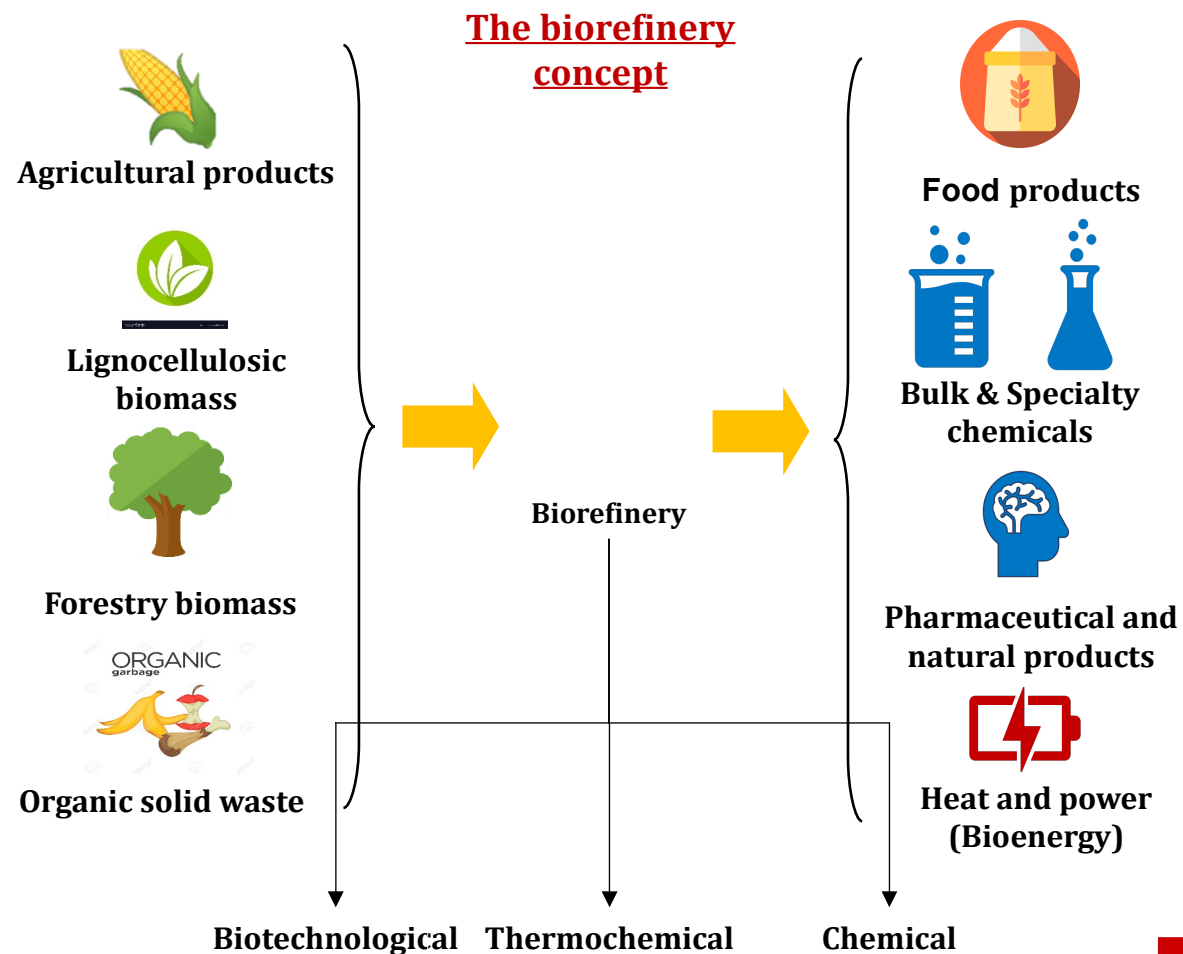 The biorefinery
concept
Agricultural products
Lignocellulosic
biomass
Forestry biomass
ORGANIC
garbage
Organic solid waste
Biorefinery
Food products
Bulk & Specialty
chemicals
Pharmaceutical and
natural products
Heat and power
(Bioenergy)
Biotechnological
Thermochemical
Chemical